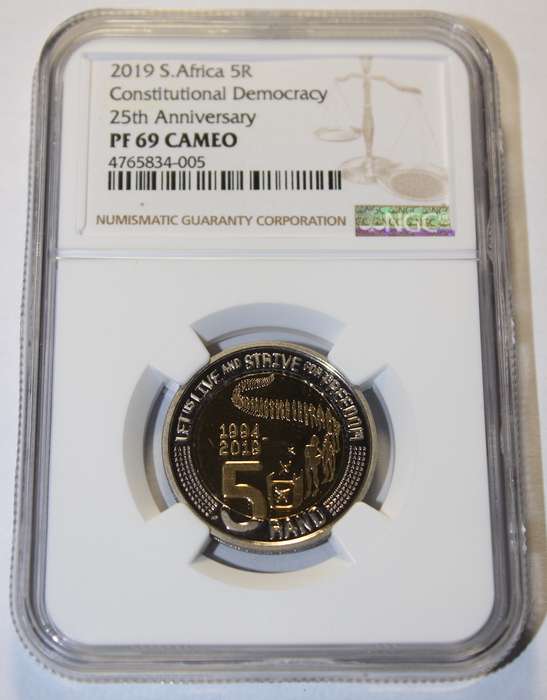 2019 S.Africa 5R
Constitutional Democracy
25th Anniversary
PF 69 CAMEO
4765834-005
NUMISMATIC GUARANTY CORPORATION
NGC
LET US LIVE AND STRIVE FOR FREEDOM
1994
2019
5
RAND